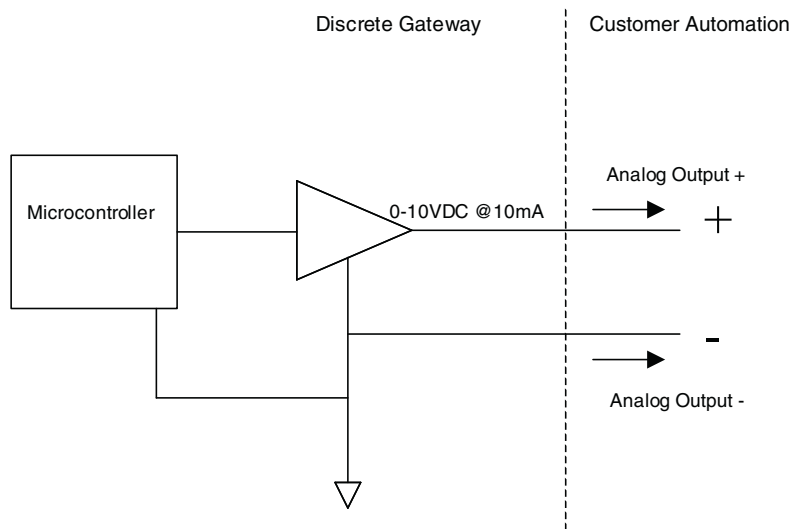 Discrete Gateway
Customer Automation
Analog Output +
Microcontroller
0-10VDC @10mA
+
-
Analog Output -